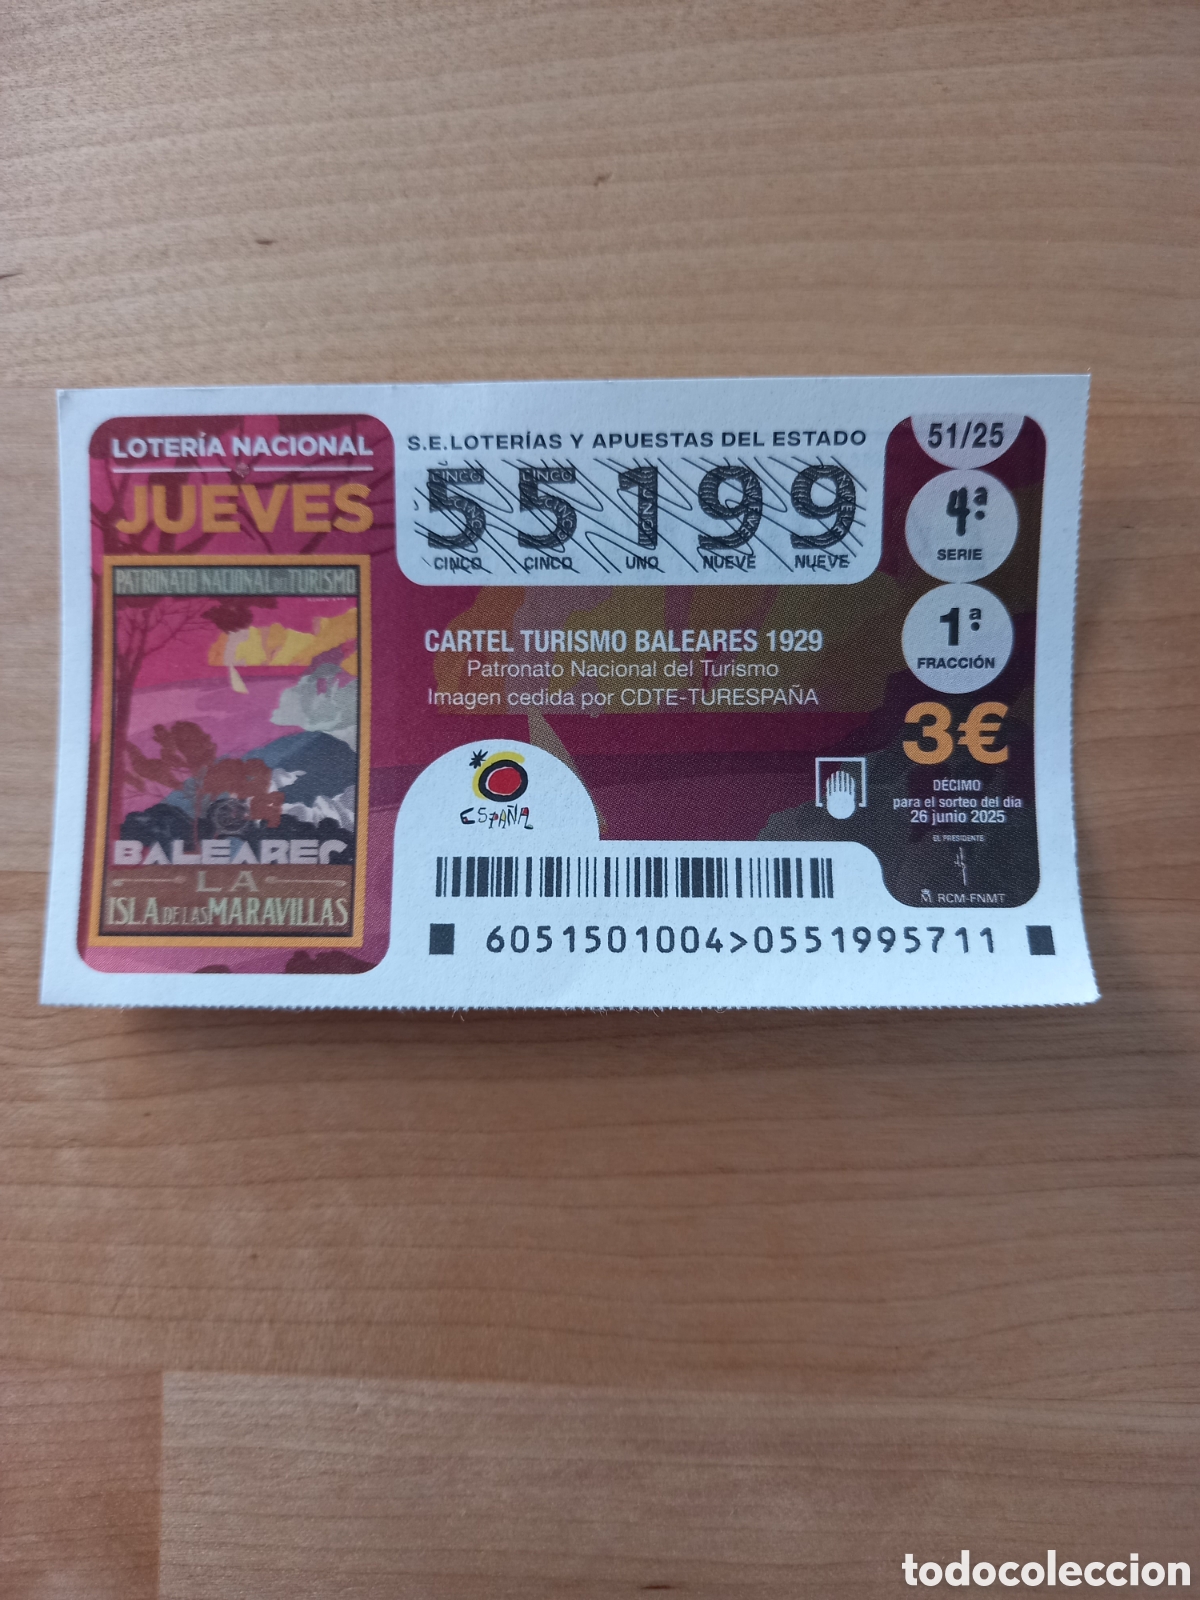 LOTERÍA NACIONAL
JUEVES
PATRONATO NACIONAL DEL TURISMO
BALEARES
LA
ISLA DE LAS MARAVILLAS
S.E.LOTERÍAS Y APUESTAS DEL ESTADO
55199
CINCO CINCO UNO NUEVE NUEVE
CARTEL TURISMO BALEARES 1929
Patronato Nacional del Turismo
Imagen cedida por CDTE-TURESPAÑA
ESPAÑA
51/25
4ª
SERIE
1ª
FRACCIÓN
3€
DÉCIMO
para el sorteo del día
26 junio 2025
EL PRESIDENTE
RCM-FNMT
6051501004>0551995711
todocoleccion